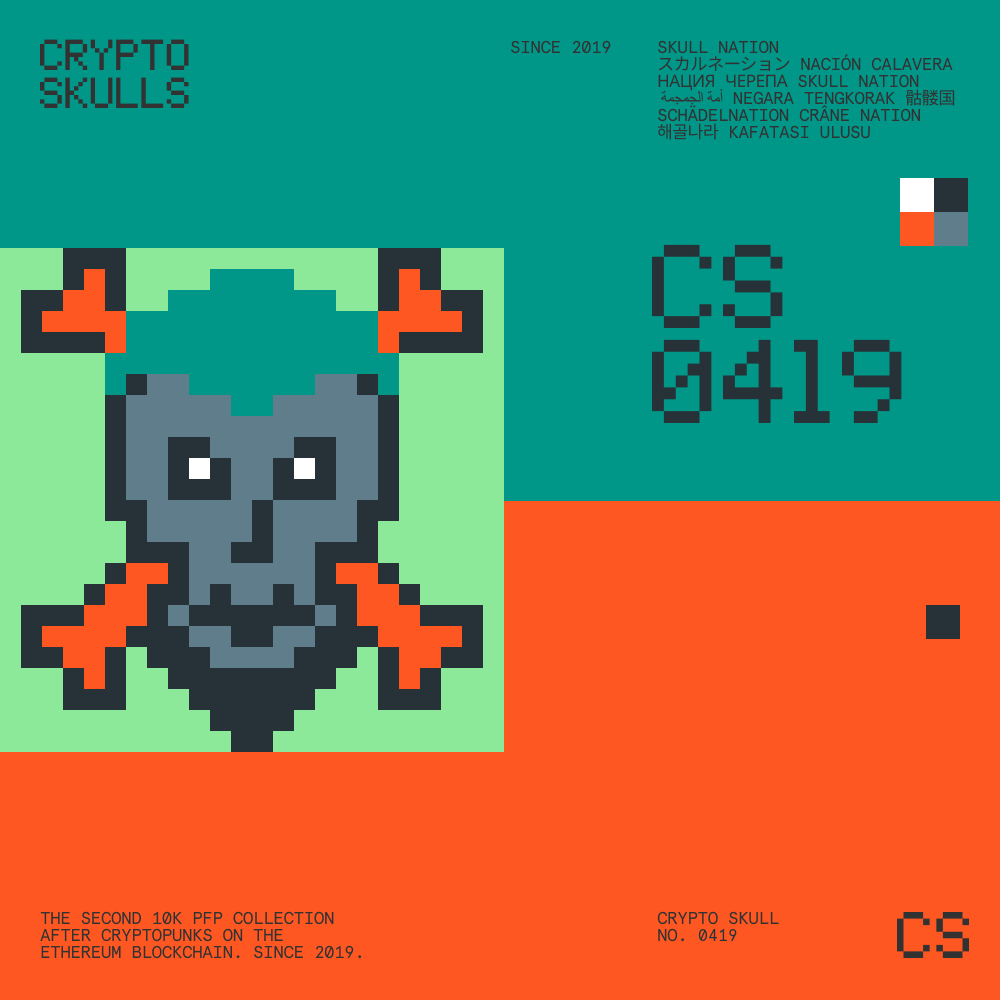 CRYPTO
SKULLS
SINCE 2019
SKULL NATION
スカルネーション NACIÓN CALAVERA
НАЦИЯ ЧЕРЕПА SKULL NATION
أمة الجمجمة NEGARA TENGKORAK 骷髅国
SCHÄDELNATION CRÂNE NATION
해골나라 KAFATASI ULUSU
CS
0419
THE SECOND 10K PFP COLLECTION
AFTER CRYPTOPUNKS ON THE
ETHEREUM BLOCKCHAIN. SINCE 2019.
CRYPTO SKULL
NO. 0419
CS